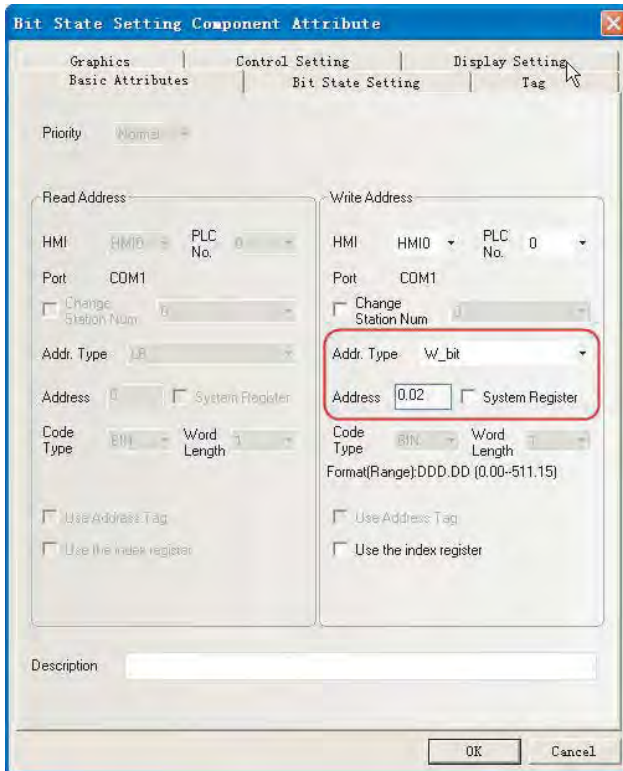 Bit State Setting Component Attribute
Graphics Control Setting Display Setting
Basic Attributes Bit State Setting Tag
Priority Normal
Read Address
HMI HMI0 PLC No. 0
Port COM1
Change Station Num 0
Addr. Type LB
Address 0 System Register
Code Type BIN Word Length 1
Use Address Tag
Use the index register
Write Address
HMI HMI0 PLC No. 0
Port COM1
Change Station Num 0
Addr. Type W_bit
Address 0.02 System Register
Code Type BIN Word Length 1
Format(Range):DDD.DD (0.00--511.15)
Use Address Tag
Use the index register
Description
OK Cancel